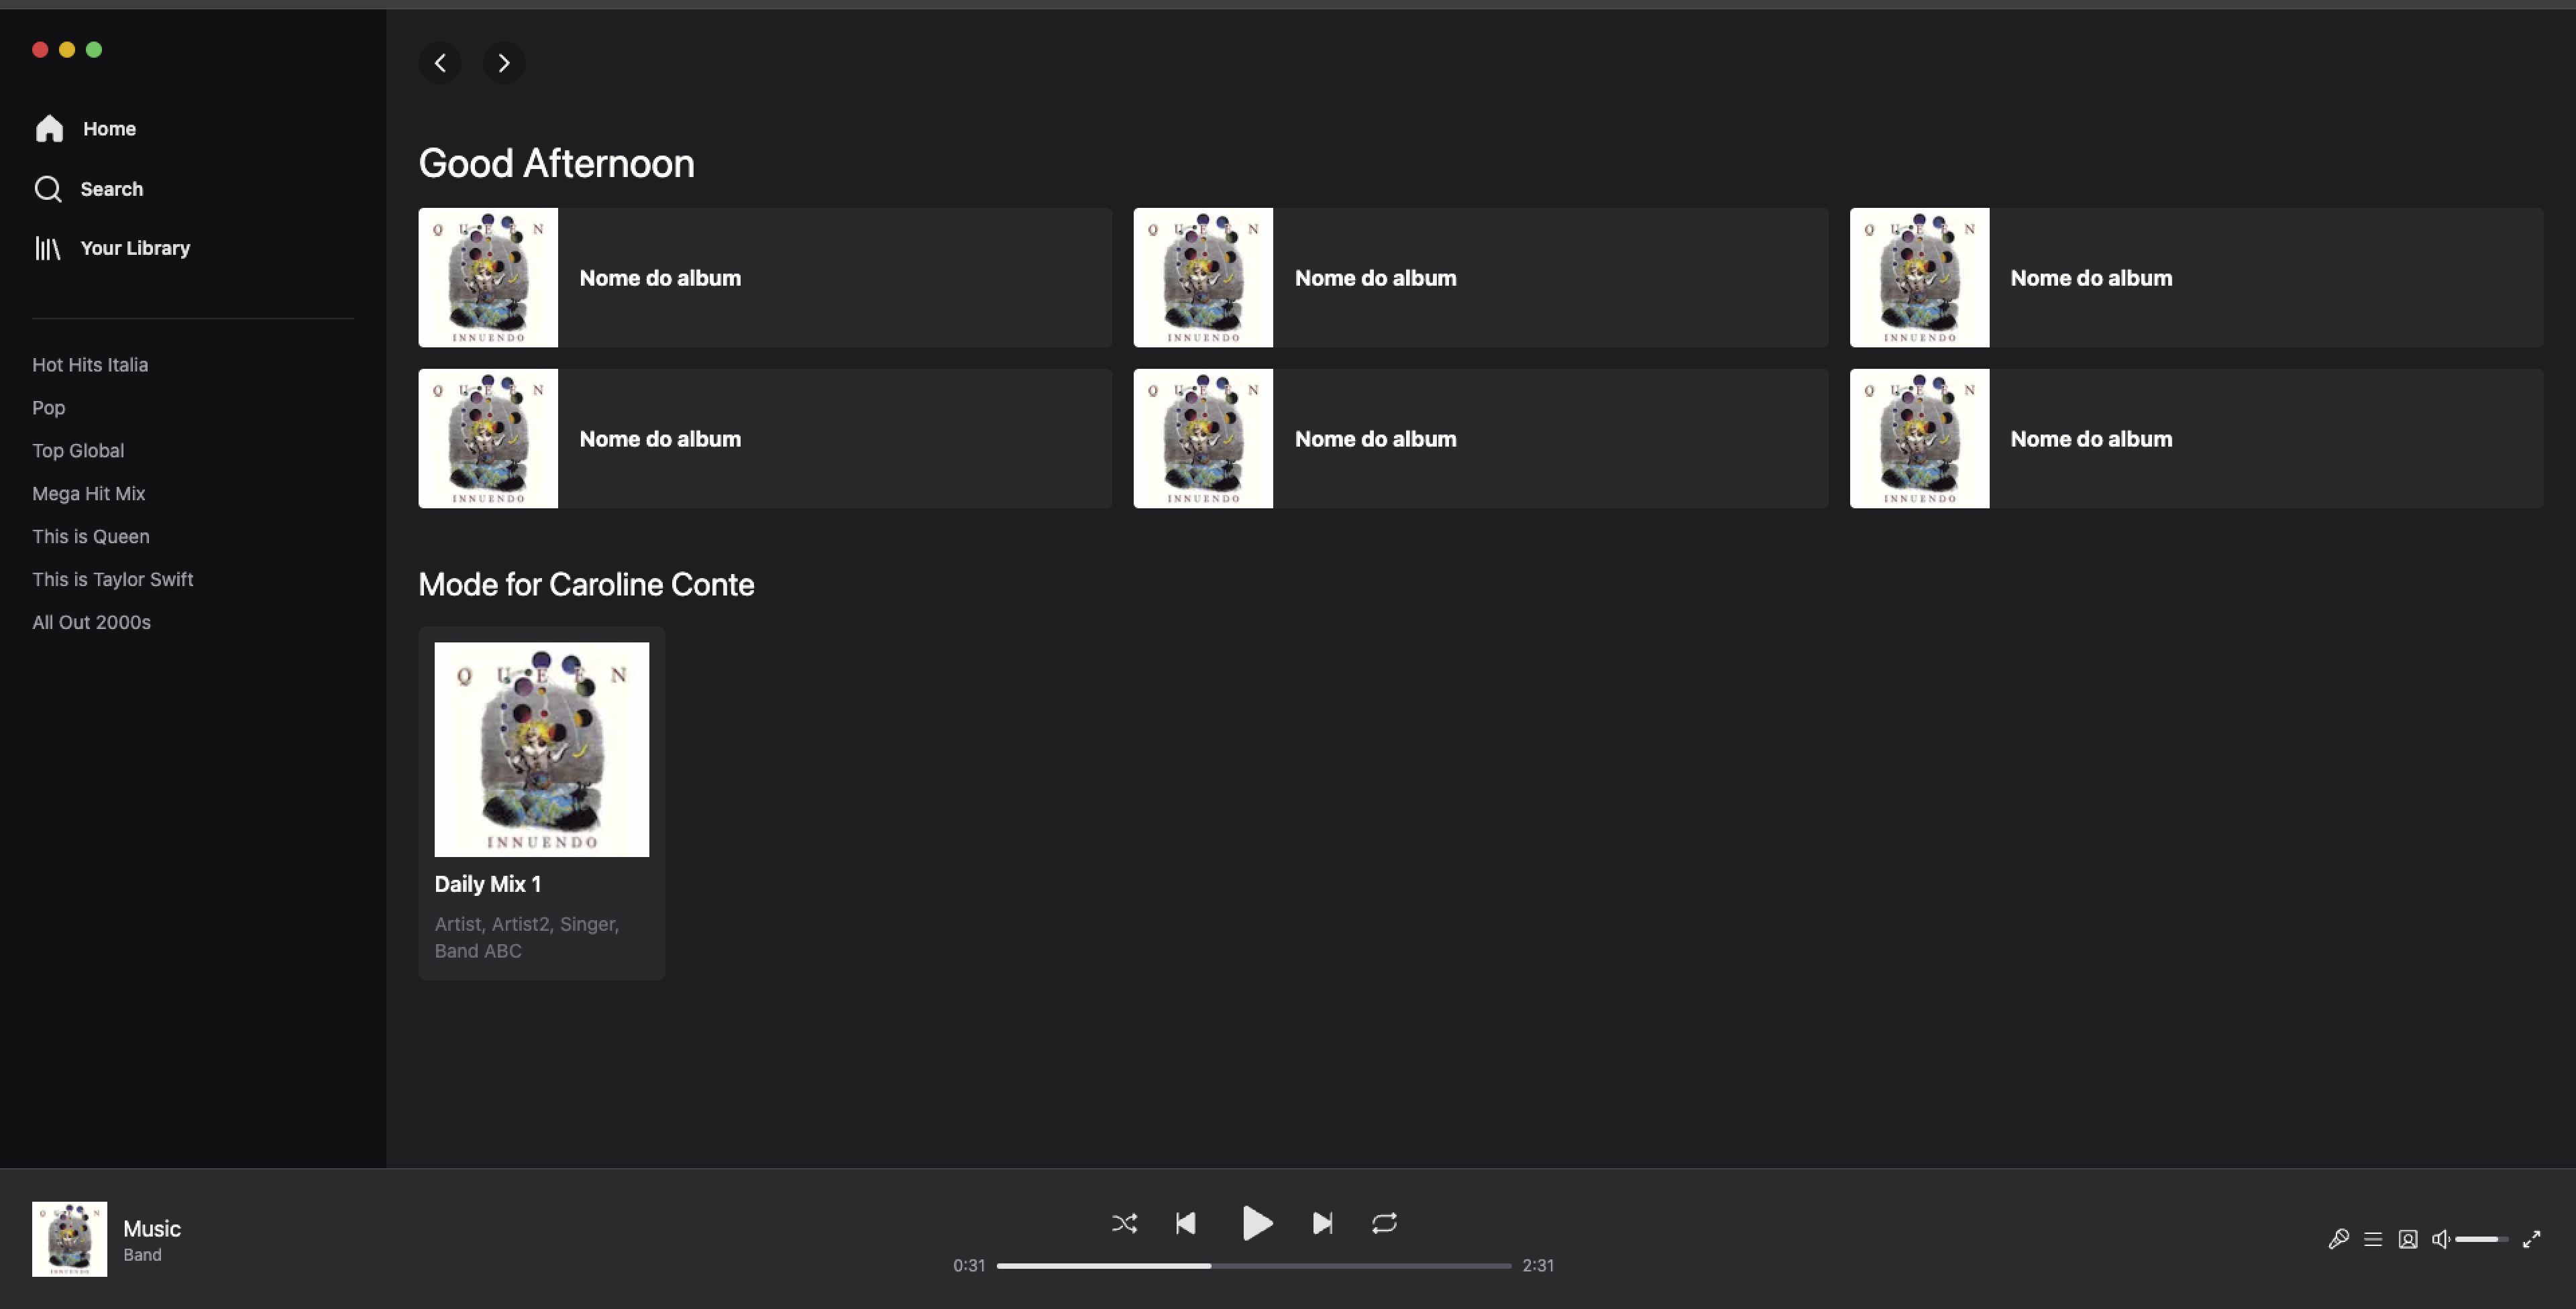 Home
Search
Your Library
Hot Hits Italia
Pop
Top Global
Mega Hit Mix
This is Queen
This is Taylor Swift
All Out 2000s
Good Afternoon
QUEEN
INNUENDO
Nome do album
QUEEN
INNUENDO
Nome do album
QUEEN
INNUENDO
Nome do album
QUEEN
INNUENDO
Nome do album
QUEEN
INNUENDO
Nome do album
QUEEN
INNUENDO
Nome do album
Mode for Caroline Conte
QUEEN
INNUENDO
Daily Mix 1
Artist, Artist2, Singer,
Band ABC
QUEEN
INNUENDO
Music
Band
0:31
2:31